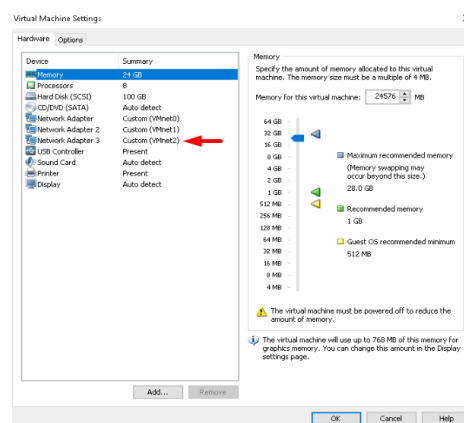 Virtual Machine Settings
Hardware Options
Device Summary
Memory 24 GB
Processors 8
Hard Disk (SCSI) 100 GB
CD/DVD (SATA) Auto detect
Network Adapter Custom (VMnet0)
Network Adapter 2 Custom (VMnet1)
Network Adapter 3 Custom (VMnet2)
USB Controller Present
Sound Card Auto detect
Printer Present
Display Auto detect
Add... Remove
Memory
Specify the amount of memory allocated to this virtual
machine. The memory size must be a multiple of 4 MB.
Memory for this virtual machine: 24576 MB
64 GB
32 GB
16 GB
8 GB
4 GB
2 GB
1 GB
512 MB
256 MB
128 MB
64 MB
32 MB
16 MB
8 MB
4 MB
Maximum recommended memory
(Memory swapping may
occur beyond this size.)
28.0 GB
Recommended memory
1 GB
Guest OS recommended minimum
512 MB
The virtual machine must be powered off to reduce the
amount of memory.
The virtual machine will use up to 768 MB of this memory for
graphics memory. You can change this amount in the Display
settings page.
OK Cancel Help